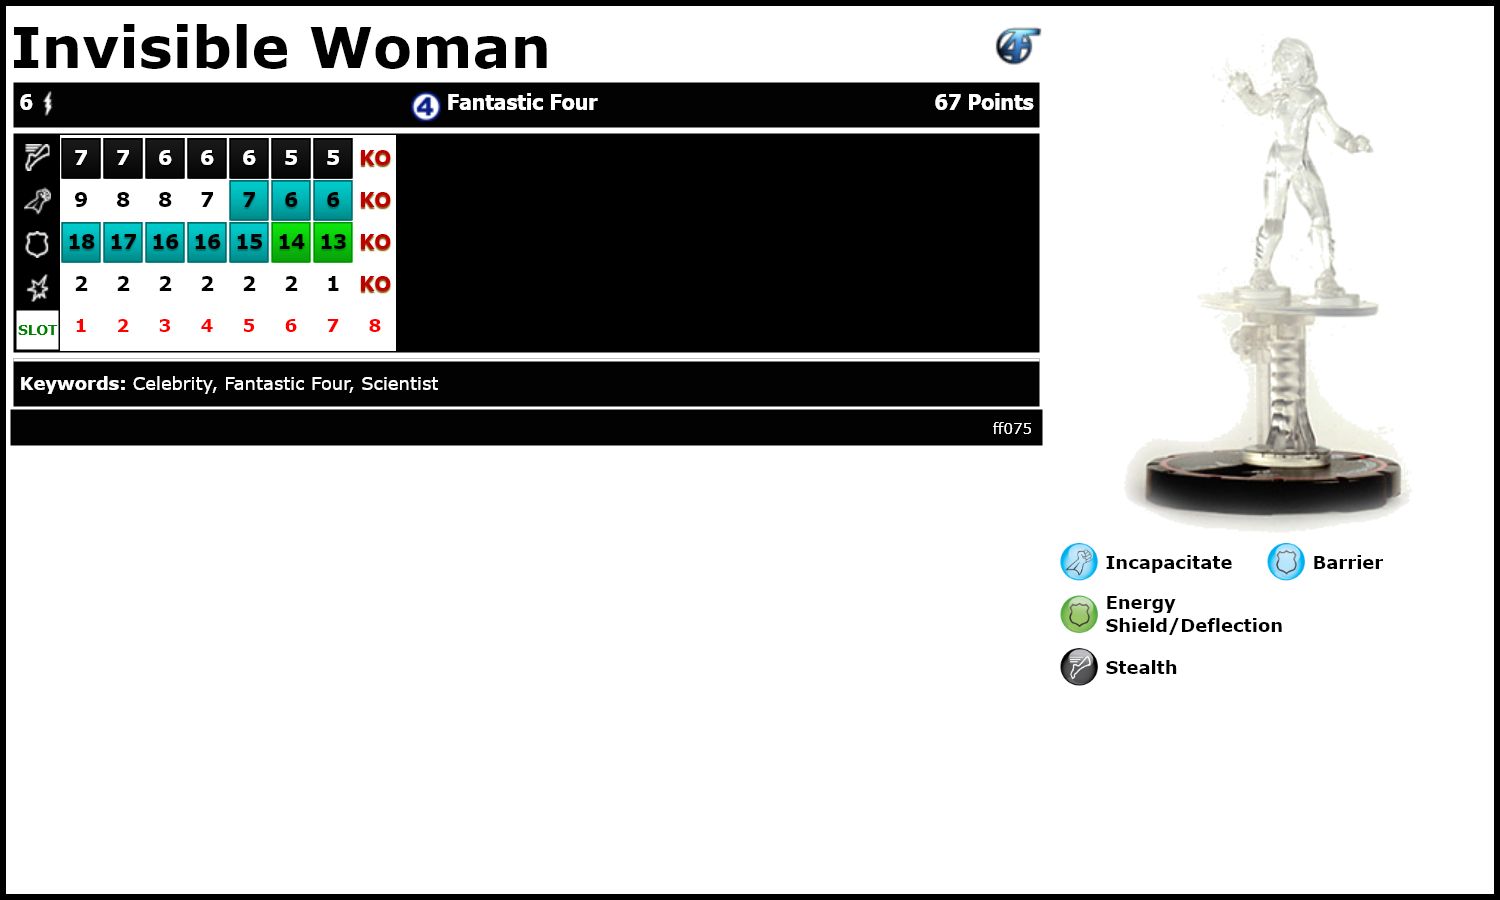 Invisible Woman
6 4 Fantastic Four 67 Points
7 7 6 6 6 5 5 KO
9 8 8 7 7 6 6 KO
18 17 16 16 15 14 13 KO
2 2 2 2 2 2 1 KO
SLOT 1 2 3 4 5 6 7 8
Keywords: Celebrity, Fantastic Four, Scientist
ff075
Incapacitate Barrier
Energy
Shield/Deflection
Stealth